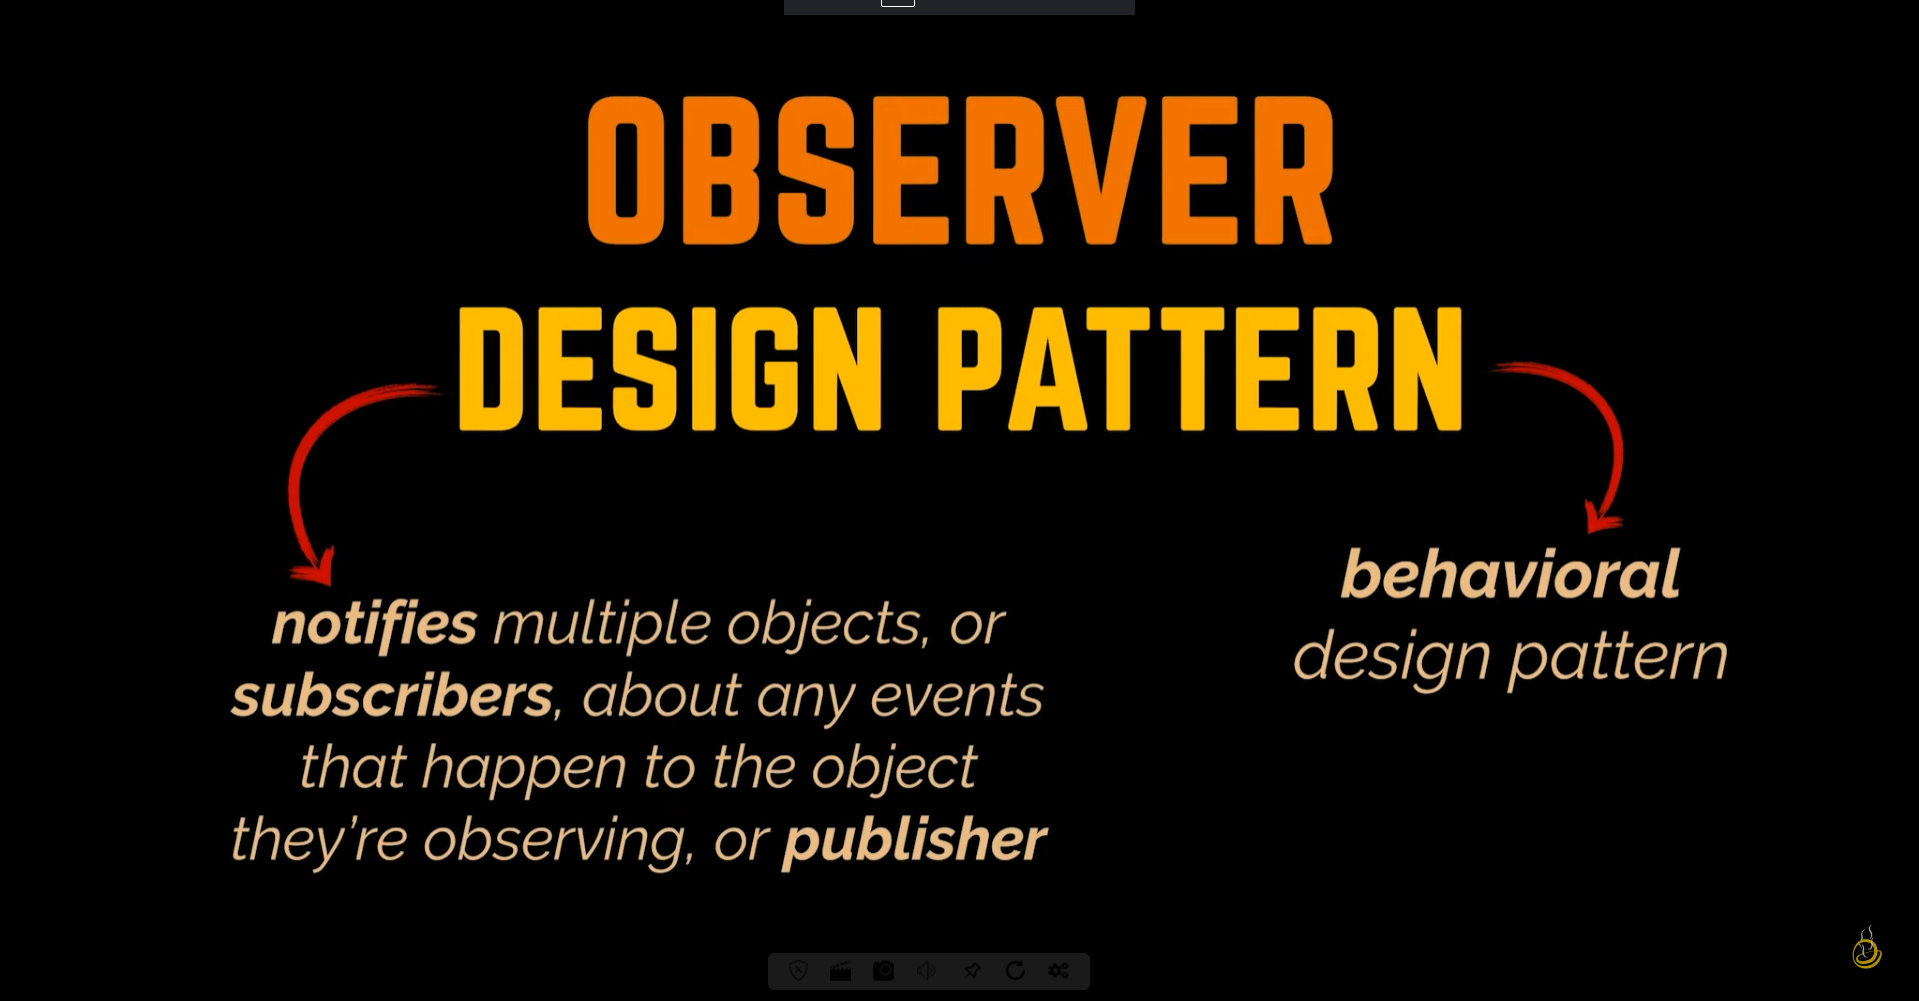 OBSERVER
DESIGN PATTERN
notifies multiple objects, or
subscribers, about any events
that happen to the object
they're observing, or publisher
behavioral
design pattern